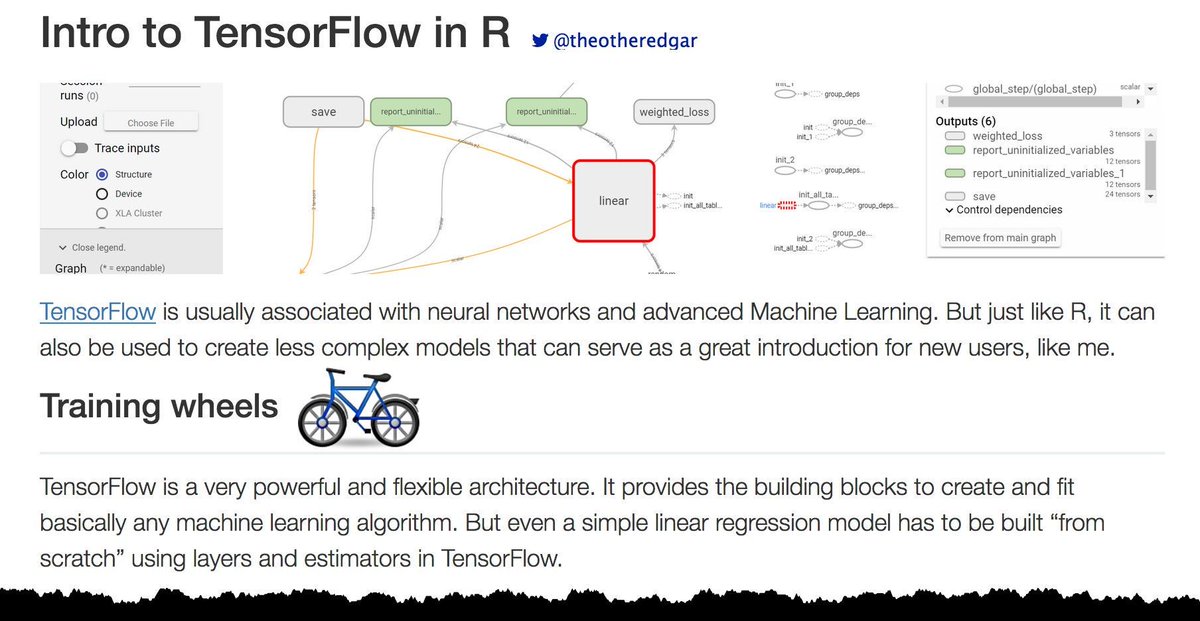 Intro to TensorFlow in R @theotheredgar
runs (0)
Upload Choose File
Trace inputs
Color Structure
Device
XLA Cluster
Close legend.
Graph (* = expandable)
save
report_uninitial...
report_uninitial...
weighted_loss
linear
init
init_all_tabl...
group_deps
group_de...
init
init_1
init_2
group_deps...
init_all_ta...
linear
group_deps...
group_de...
init_2
init_all_tabl...
global_step/(global_step) scalar
Outputs (6)
weighted_loss 3 tensors
report_uninitialized_variables
12 tensors
report_uninitialized_variables_1
12 tensors
save 24 tensors
Control dependencies
Remove from main graph
TensorFlow is usually associated with neural networks and advanced Machine Learning. But just like R, it can
also be used to create less complex models that can serve as a great introduction for new users, like me.
Training wheels
TensorFlow is a very powerful and flexible architecture. It provides the building blocks to create and fit
basically any machine learning algorithm. But even a simple linear regression model has to be built “from
scratch” using layers and estimators in TensorFlow.